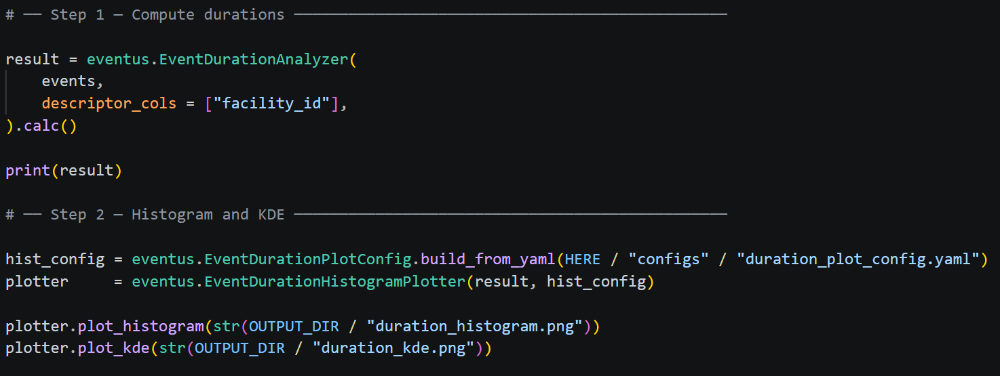 # ── Step 1 — Compute durations ────────────────────────────────────────────────
result = eventus.EventDurationAnalyzer(
    events,
    descriptor_cols = ["facility_id"],
).calc()
print(result)
# ── Step 2 — Histogram and KDE ────────────────────────────────────────────────
hist_config = eventus.EventDurationPlotConfig.build_from_yaml(HERE / "configs" / "duration_plot_config.yaml")
plotter     = eventus.EventDurationHistogramPlotter(result, hist_config)
plotter.plot_histogram(str(OUTPUT_DIR / "duration_histogram.png"))
plotter.plot_kde(str(OUTPUT_DIR / "duration_kde.png"))